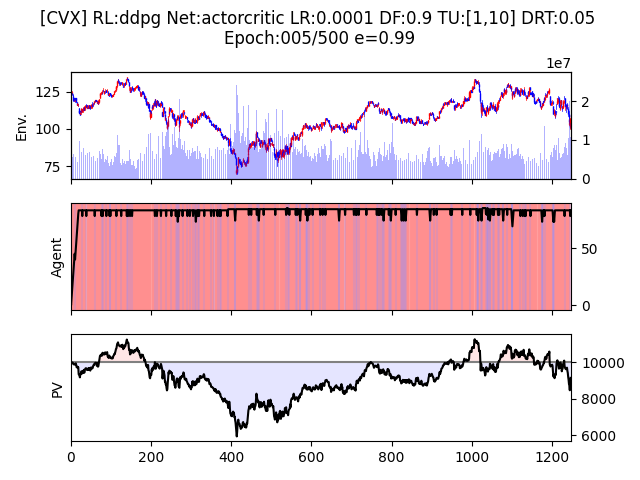 [CVX] RL:ddpg Net:actorcritic LR:0.0001 DF:0.9 TU:[1,10] DRT:0.05
Epoch:005/500 e=0.99
1e7
125
100
75
Env.
2
1
0
Agent
50
0
PV
10000
8000
6000
0 200 400 600 800 1000 1200